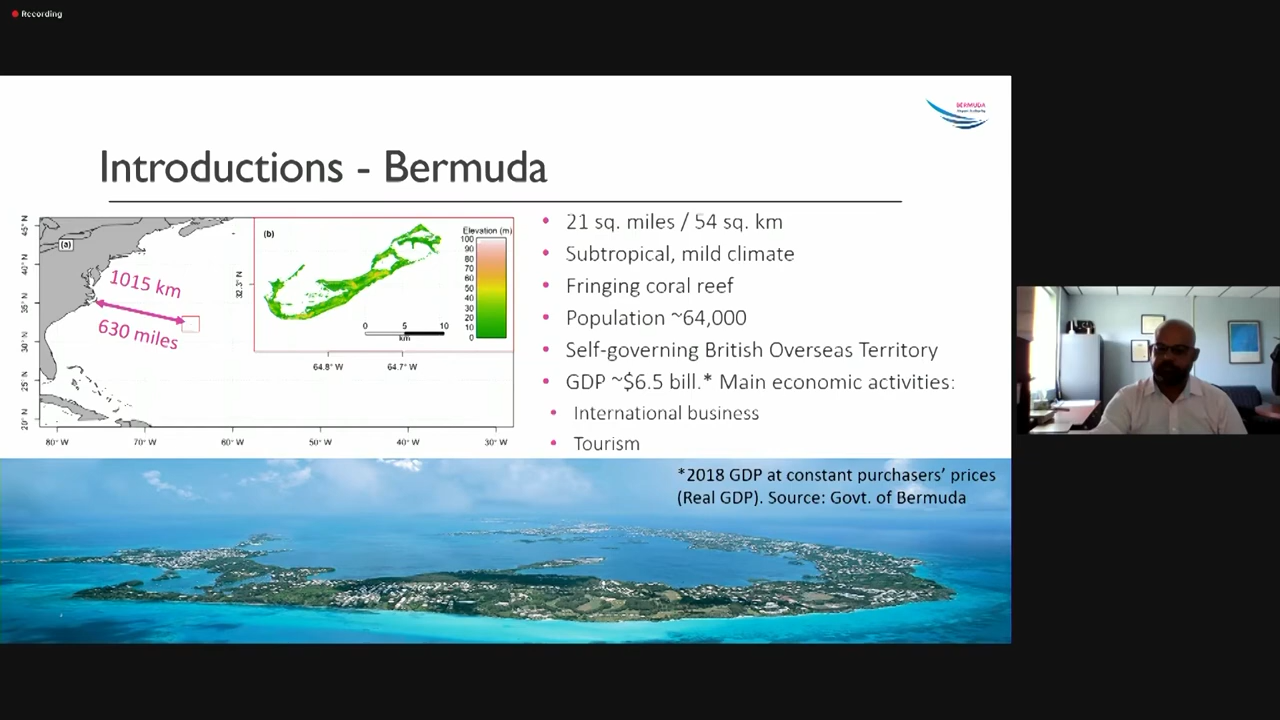 Recording
BERMUDA
Airport Authority
Introductions - Bermuda
(a)
1015 km
630 miles
45° N
40° N
35° N
30° N
25° N
20° N
80° W
70° W
60° W
50° W
40° W
30° W
(b)
32.3° N
64.8° W
64.7° W
0
5
10
km
Elevation (m)
100
90
80
70
60
50
40
30
20
10
0
• 21 sq. miles / 54 sq. km
• Subtropical, mild climate
• Fringing coral reef
• Population ~64,000
• Self-governing British Overseas Territory
• GDP ~$6.5 bill.* Main economic activities:
• International business
• Tourism
*2018 GDP at constant purchasers’ prices
(Real GDP). Source: Govt. of Bermuda